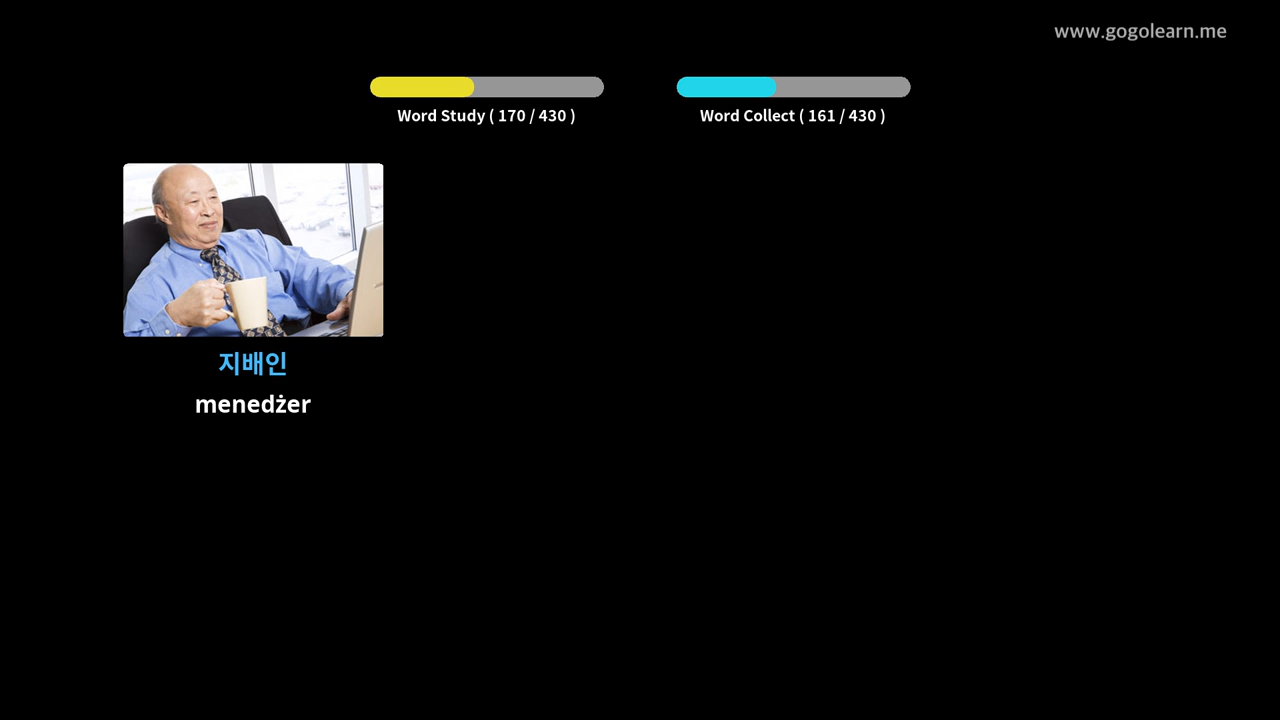 www.gogolearn.me
Word Study ( 170 / 430 )
Word Collect ( 161 / 430 )
지배인
menedżer